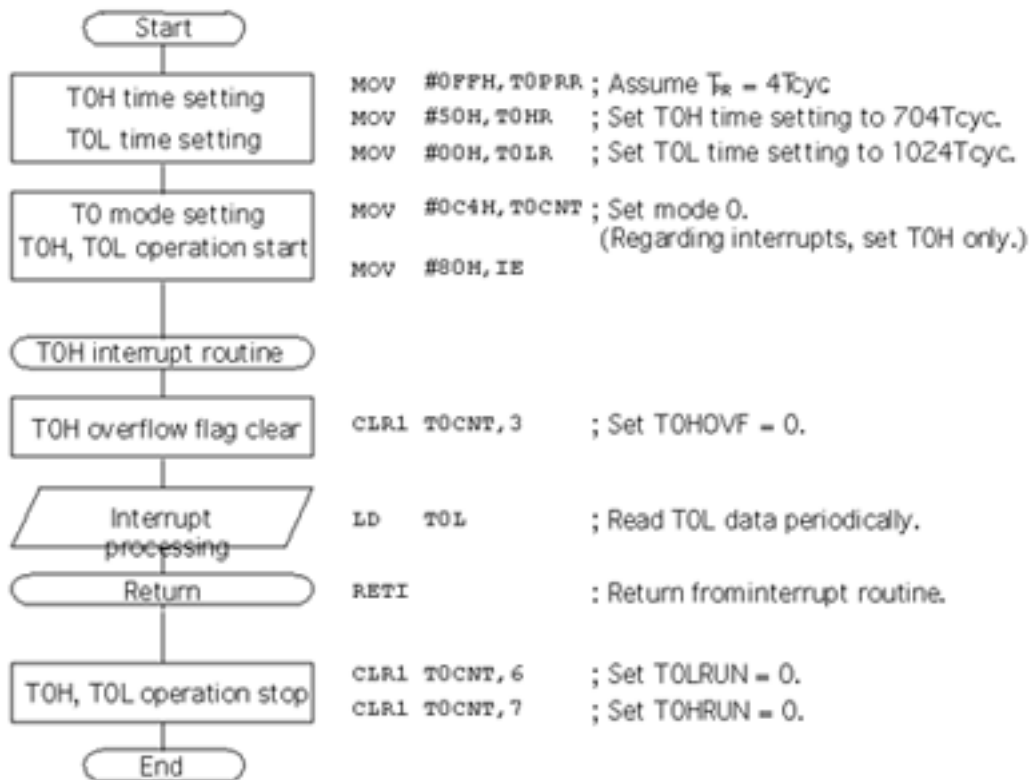 Start
T0H time setting
T0L time setting
MOV #0FFH,T0PRR ; Assume TPR = 4Tcyc
MOV #50H,T0HR ; Set T0H time setting to 704Tcyc.
MOV #00H,T0LR ; Set T0L time setting to 1024Tcyc.
T0 mode setting
T0H, T0L operation start
MOV #0C4H,T0CNT ; Set mode 0.
(Regarding interrupts, set T0H only.)
MOV #80H,IE
T0H interrupt routine
T0H overflow flag clear
CLR1 T0CNT,3 ; Set T0HOVF = 0.
Interrupt
processing
LD T0L ; Read T0L data periodically.
Return
RETI : Return frominterrupt routine.
T0H, T0L operation stop
CLR1 T0CNT,6 ; Set T0LRUN = 0.
CLR1 T0CNT,7 ; Set T0HRUN = 0.
End